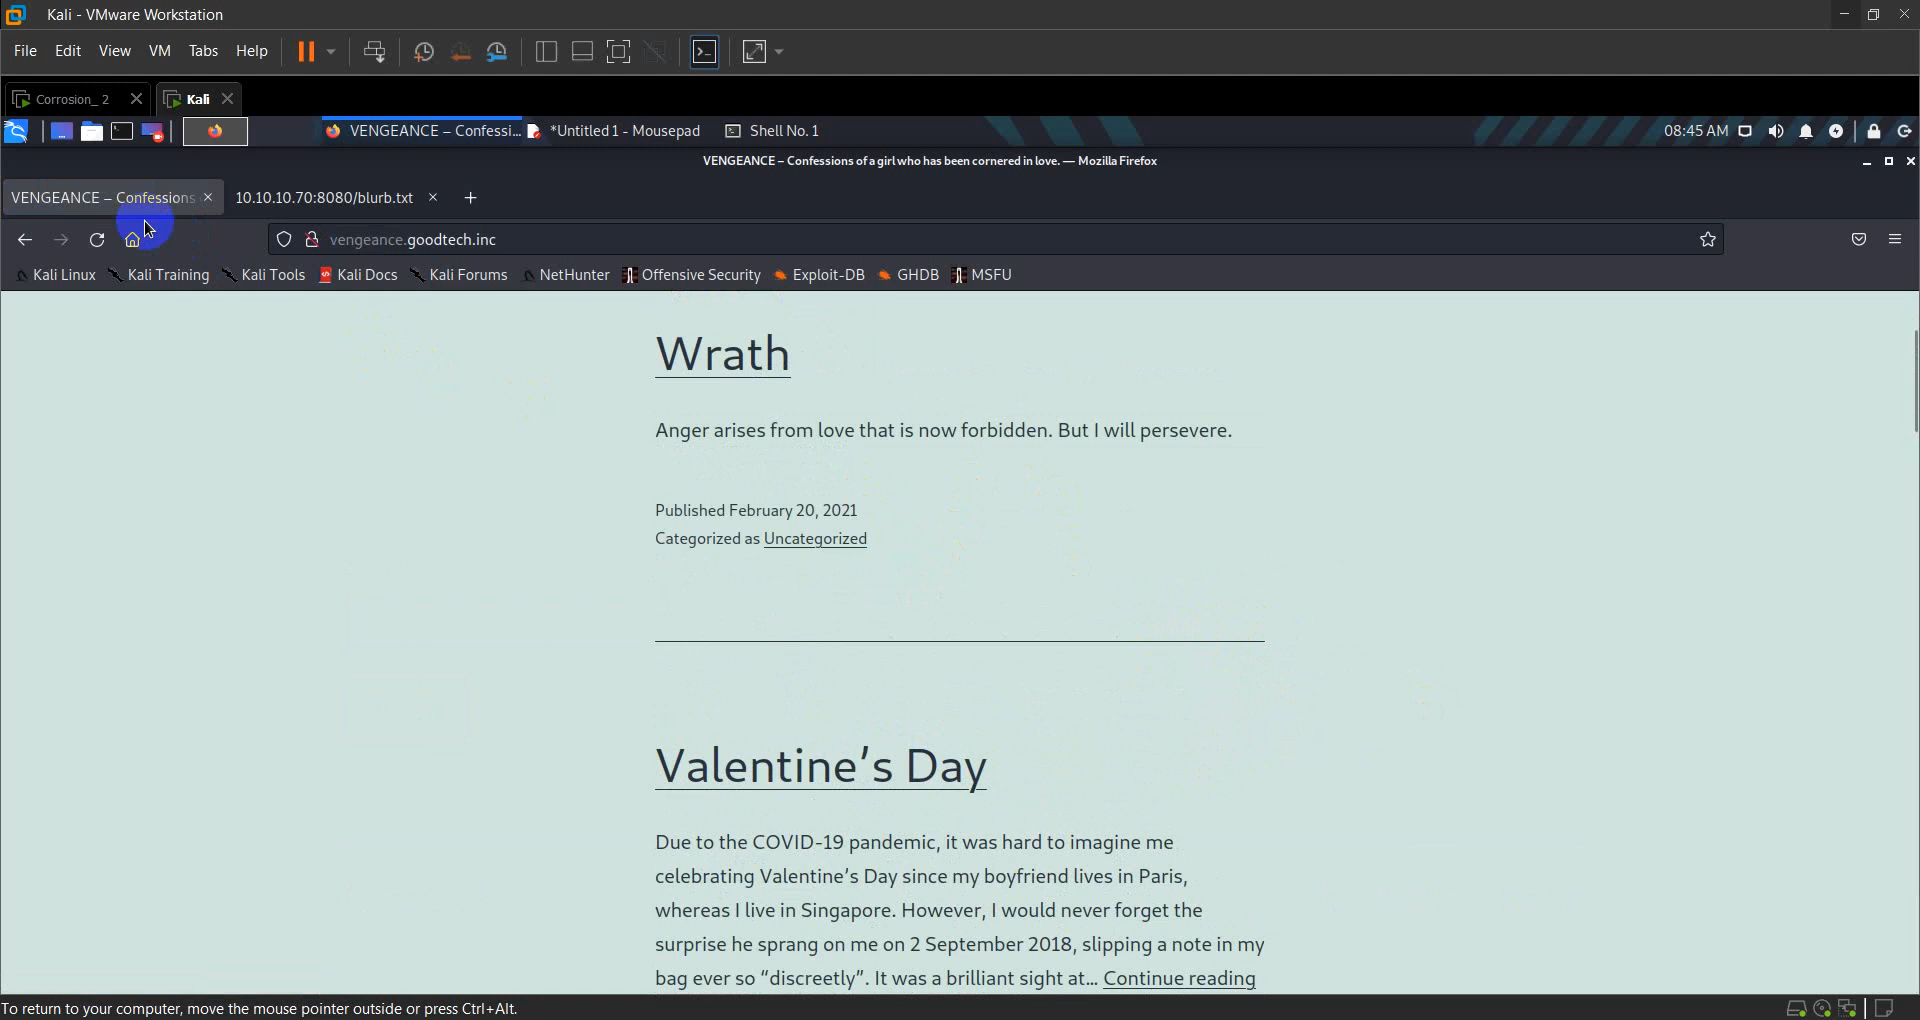 Kali - VMware Workstation
File Edit View VM Tabs Help
Corrosion_ 2 Kali
VENGEANCE – Confessi... *Untitled 1 - Mousepad Shell No. 1 08:45 AM
VENGEANCE – Confessions of a girl who has been cornered in love. — Mozilla Firefox
VENGEANCE – Confessions 10.10.10.70:8080/blurb.txt
vengeance.goodtech.inc
Kali Linux Kali Training Kali Tools Kali Docs Kali Forums NetHunter Offensive Security Exploit-DB GHDB MSFU
Wrath
Anger arises from love that is now forbidden. But I will persevere.
Published February 20, 2021
Categorized as Uncategorized
Valentine’s Day
Due to the COVID-19 pandemic, it was hard to imagine me
celebrating Valentine’s Day since my boyfriend lives in Paris,
whereas I live in Singapore. However, I would never forget the
surprise he sprang on me on 2 September 2018, slipping a note in my
bag ever so “discreetly”. It was a brilliant sight at... Continue reading
To return to your computer, move the mouse pointer outside or press Ctrl+Alt.